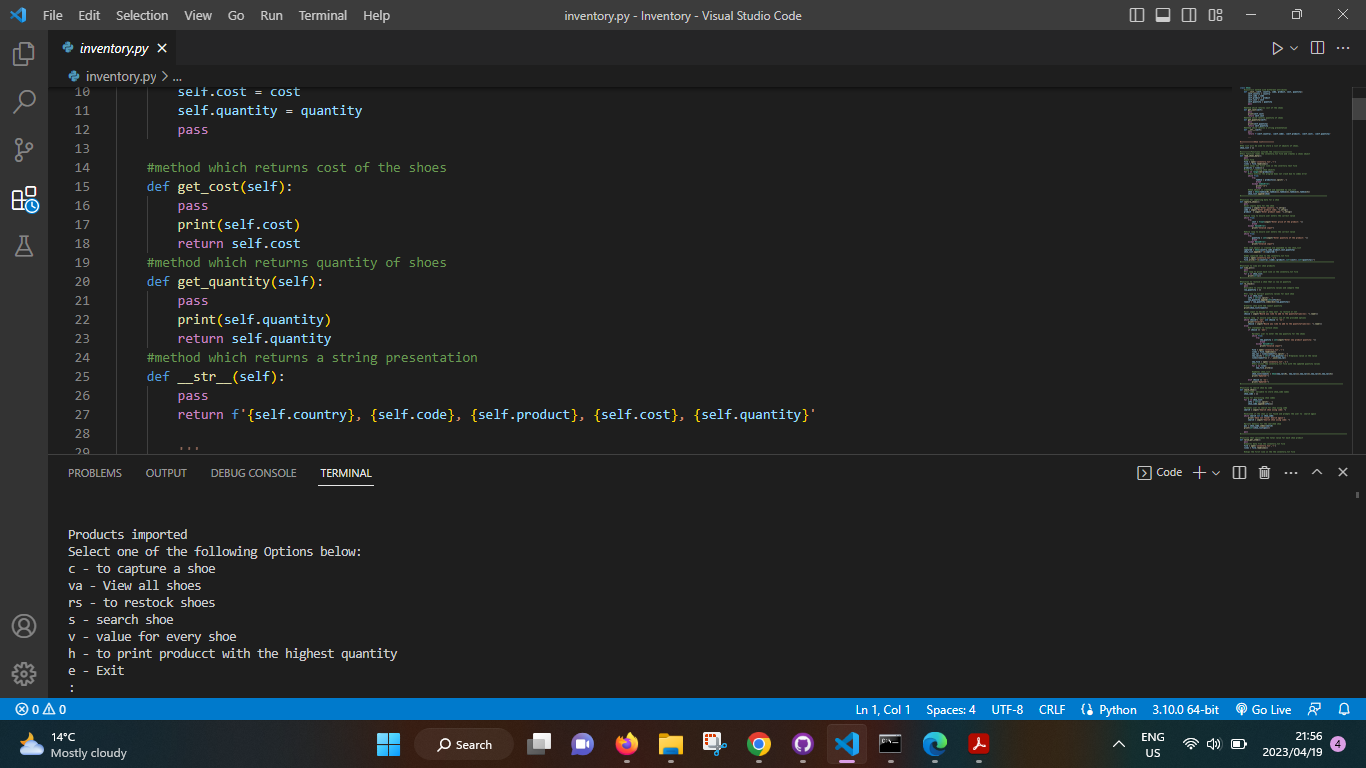 File Edit Selection View Go Run Terminal Help inventory.py - Inventory - Visual Studio Code
inventory.py
inventory.py > ...
10 self.cost = cost
11 self.quantity = quantity
12 pass
13
14 #method which returns cost of the shoes
15 def get_cost(self):
16 pass
17 print(self.cost)
18 return self.cost
19 #method which returns quantity of shoes
20 def get_quantity(self):
21 pass
22 print(self.quantity)
23 return self.quantity
24 #method which returns a string presentation
25 def __str__(self):
26 pass
27 return f'{self.country}, {self.code}, {self.product}, {self.cost}, {self.quantity}'
28
29 '''
PROBLEMS OUTPUT DEBUG CONSOLE TERMINAL Code
Products imported
Select one of the following Options below:
c - to capture a shoe
va - View all shoes
rs - to restock shoes
s - search shoe
v - value for every shoe
h - to print producct with the highest quantity
e - Exit
:
0 0 Ln 1, Col 1 Spaces: 4 UTF-8 CRLF Python 3.10.0 64-bit Go Live
14°C
Mostly cloudy
Search
ENG
US
21:56
2023/04/19
4